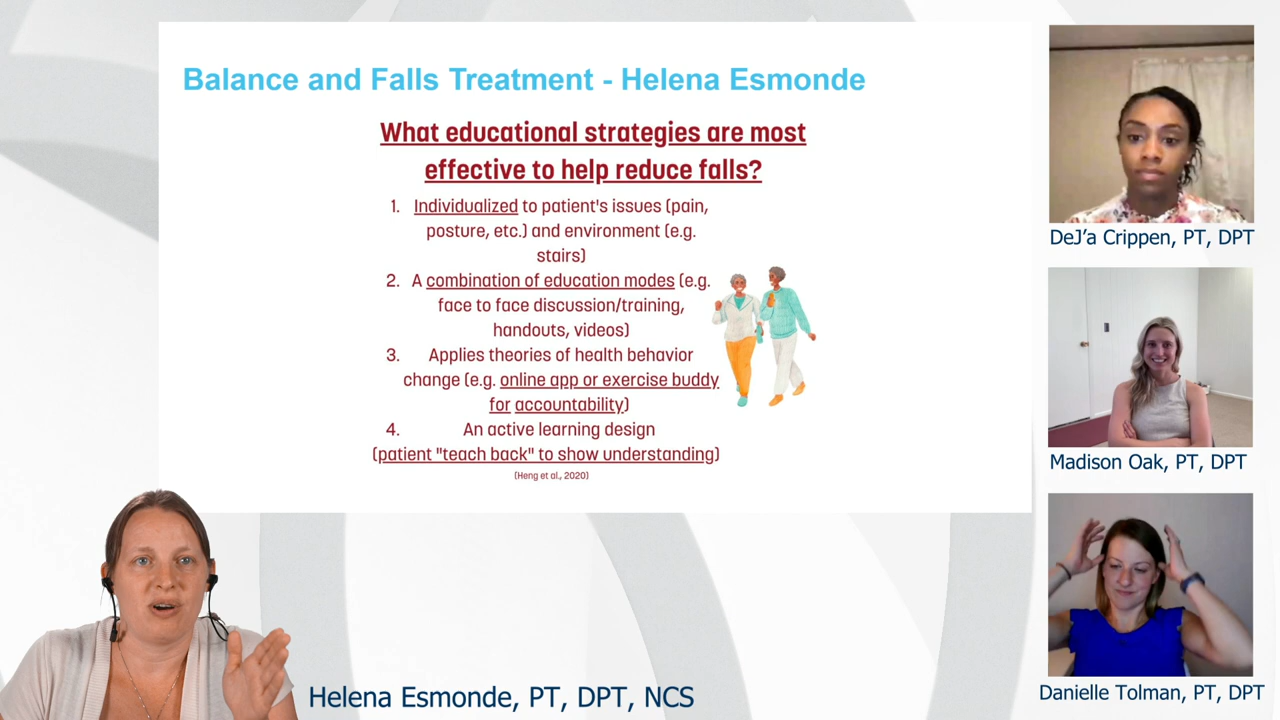 Balance and Falls Treatment - Helena Esmonde
What educational strategies are most
effective to help reduce falls?
1. Individualized to patient's issues (pain,
posture, etc.) and environment (e.g.
stairs)
2. A combination of education modes (e.g.
face to face discussion/training,
handouts, videos)
3. Applies theories of health behavior
change (e.g. online app or exercise buddy
for accountability)
4. An active learning design
(patient "teach back" to show understanding)
(Heng et al., 2020)
DeJ’a Crippen, PT, DPT
Madison Oak, PT, DPT
Danielle Tolman, PT, DPT
Helena Esmonde, PT, DPT, NCS